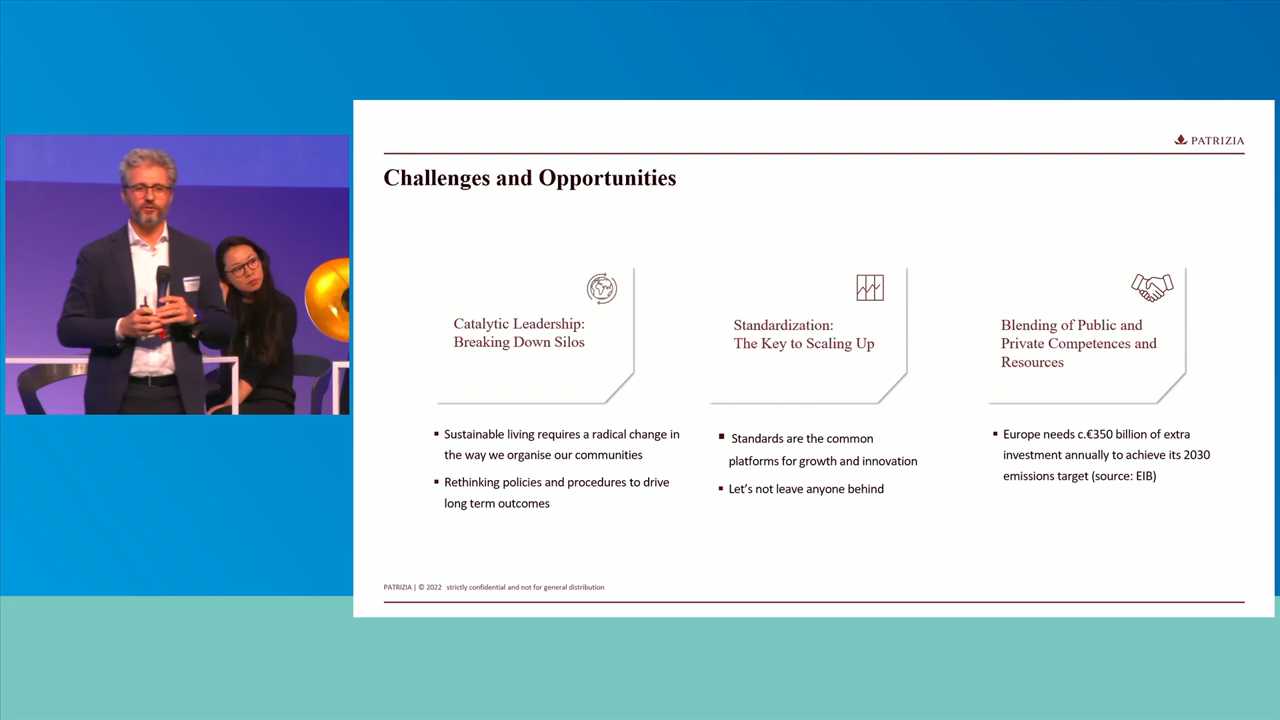 PATRIZIA
Challenges and Opportunities
Catalytic Leadership:
Breaking Down Silos
Standardization:
The Key to Scaling Up
Blending of Public and
Private Competences and
Resources
▪ Sustainable living requires a radical change in
the way we organise our communities
▪ Rethinking policies and procedures to drive
long term outcomes
▪ Standards are the common
platforms for growth and innovation
▪ Let's not leave anyone behind
▪ Europe needs c.€350 billion of extra
investment annually to achieve its 2030
emissions target (source: EIB)
PATRIZIA | © 2022 strictly confidential and not for general distribution